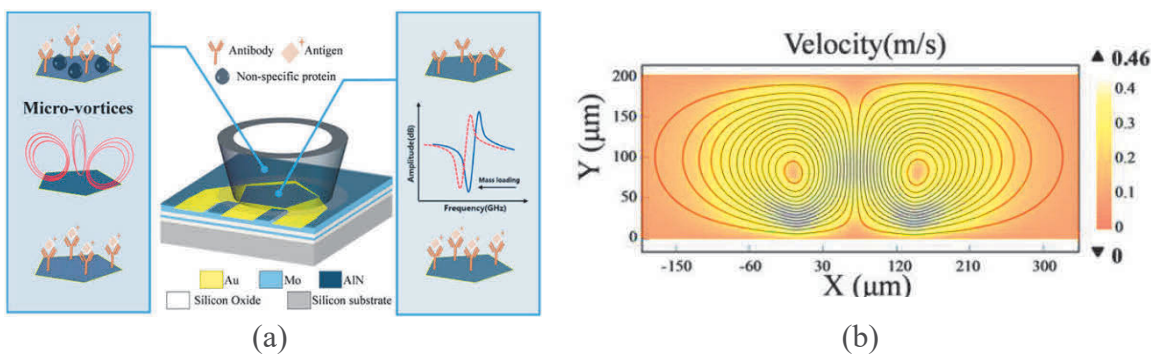 Antibody
Antigen
Non-specific protein
Micro-vortices
Amplitude(dB)
Mass loading
Frequency(GHz)
Au
Mo
AlN
Silicon Oxide
Silicon substrate
(a)
Velocity(m/s)
▲ 0.46
200
150
100
50
0
Y (μm)
0.4
0.3
0.2
0.1
0
▼ 0
-150
-60
30
120
210
300
X (μm)
(b)